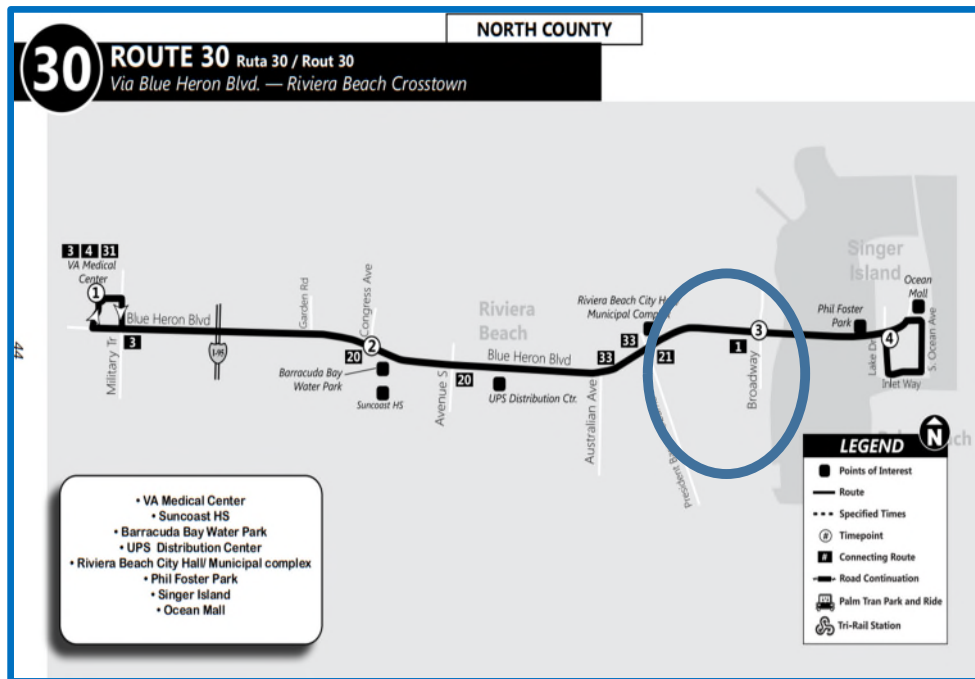 NORTH COUNTY
30
ROUTE 30 Ruta 30 / Rout 30
Via Blue Heron Blvd. — Riviera Beach Crosstown
44
3 4 31
VA Medical
Center
1
Blue Heron Blvd
Military Tr
3
I-95
Garden Rd
Congress Ave
2
20
Barracuda Bay
Water Park
Suncoast HS
Riviera
Beach
Avenue S
20
Blue Heron Blvd
UPS Distribution Ctr.
Australian Ave
33
33
Riviera Beach City Hall
Municipal Complex
21
President
1
3
Broadway
Singer
Island
Phil Foster
Park
Lake Dr
4
Ocean
Mall
S. Ocean Ave
Inlet Way
N
LEGEND
Points of Interest
Route
Specified Times
# Timepoint
# Connecting Route
Road Continuation
Palm Tran Park and Ride
Tri-Rail Station
• VA Medical Center
• Suncoast HS
• Barracuda Bay Water Park
• UPS Distribution Center
• Riviera Beach City Hall/ Municipal complex
• Phil Foster Park
• Singer Island
• Ocean Mall